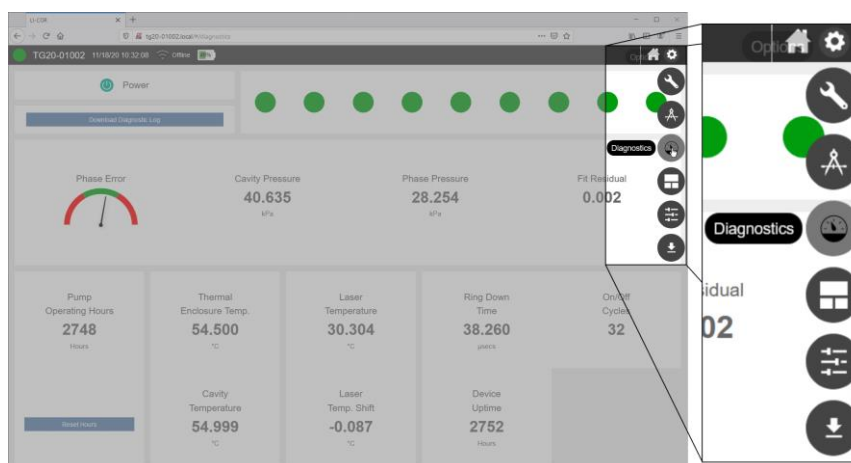 LI-COR
tg20-01002.local/#/diagnostics
TG20-01002 11/18/20 10:32:08 Offline
Options
Power
Download Diagnostic Log
Diagnostics
Phase Error
Cavity Pressure
40.635
kPa
Phase Pressure
28.254
kPa
Fit Residual
0.002
Pump
Operating Hours
2748
Hours
Reset Hours
Thermal
Enclosure Temp.
54.500
°C
Laser
Temperature
30.304
°C
Ring Down
Time
38.260
μsecs
On/Off
Cycles
32
Cavity
Temperature
54.999
°C
Laser
Temp. Shift
-0.087
°C
Device
Uptime
2752
Hours
Optio
Diagnostics
sidual
02